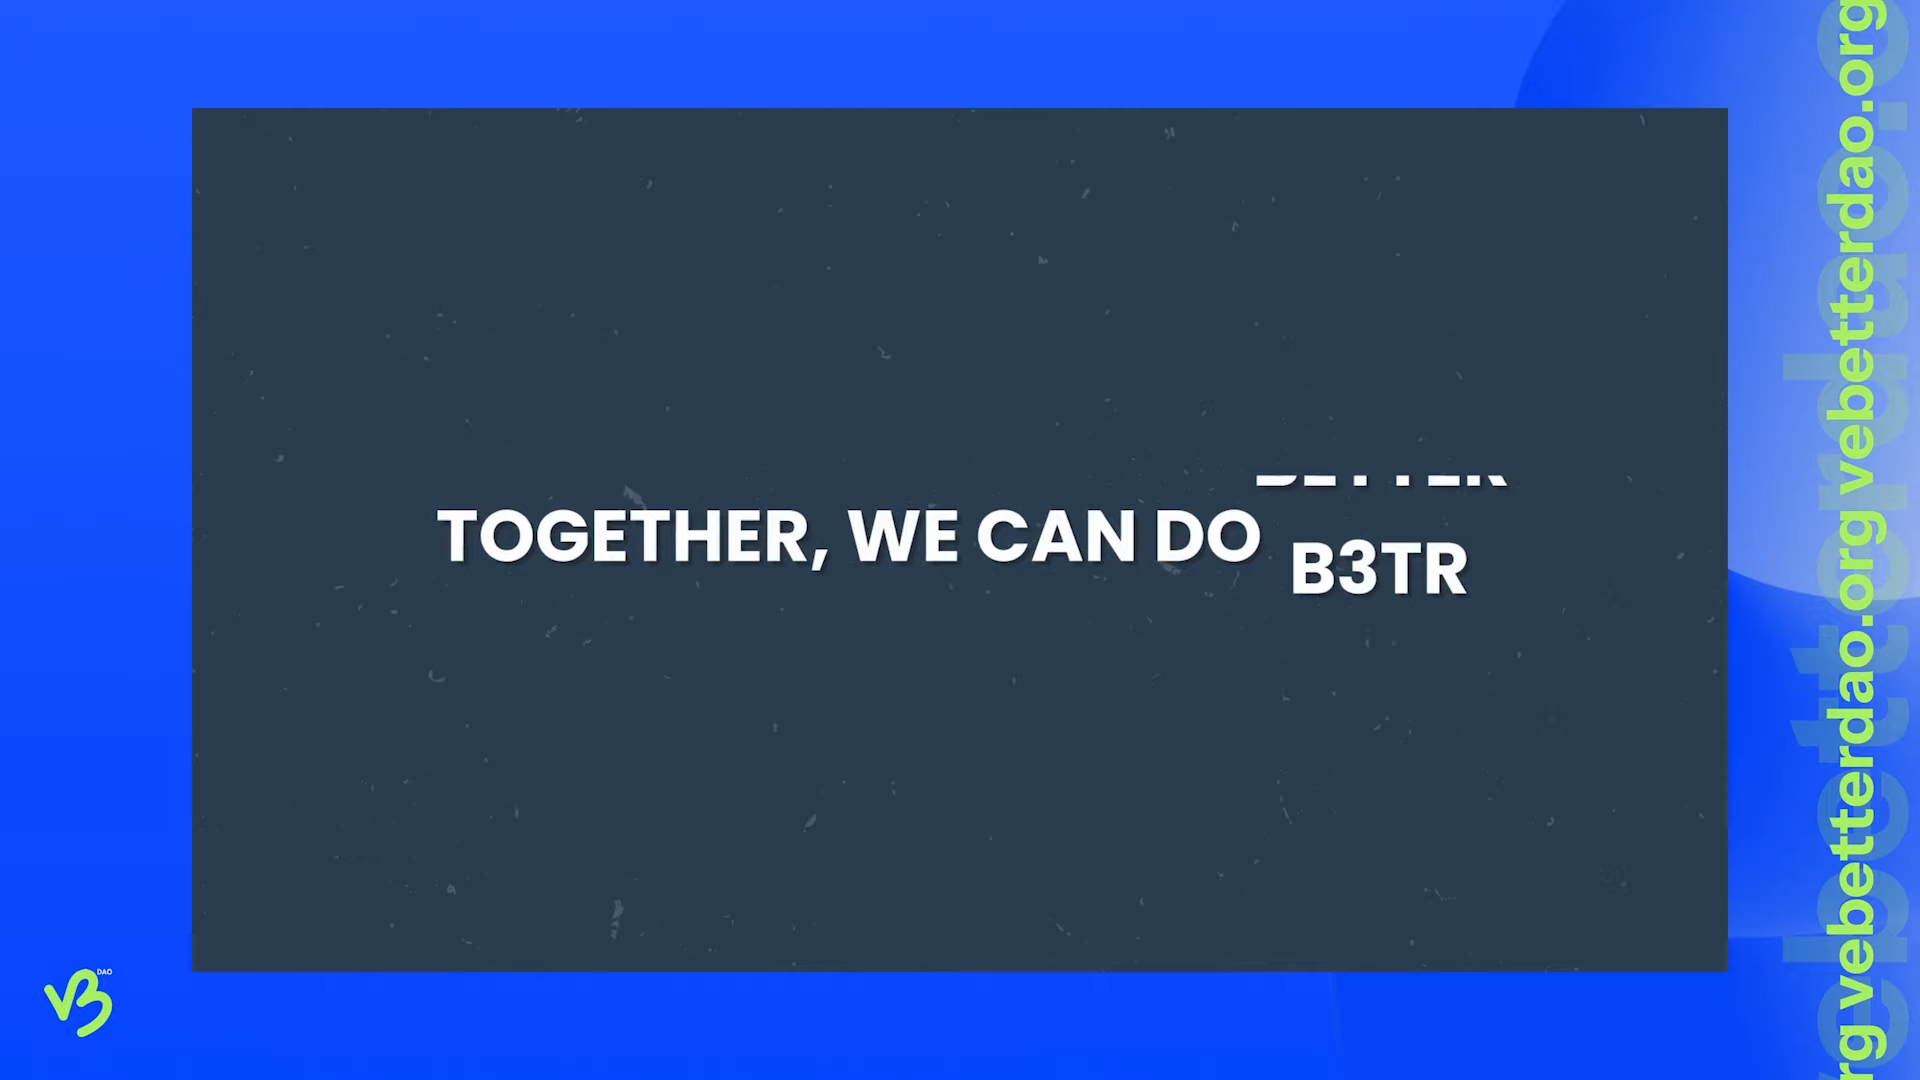 TOGETHER, WE CAN DO
B3TR
vebetterdao.org vebetterdao.org
DAO